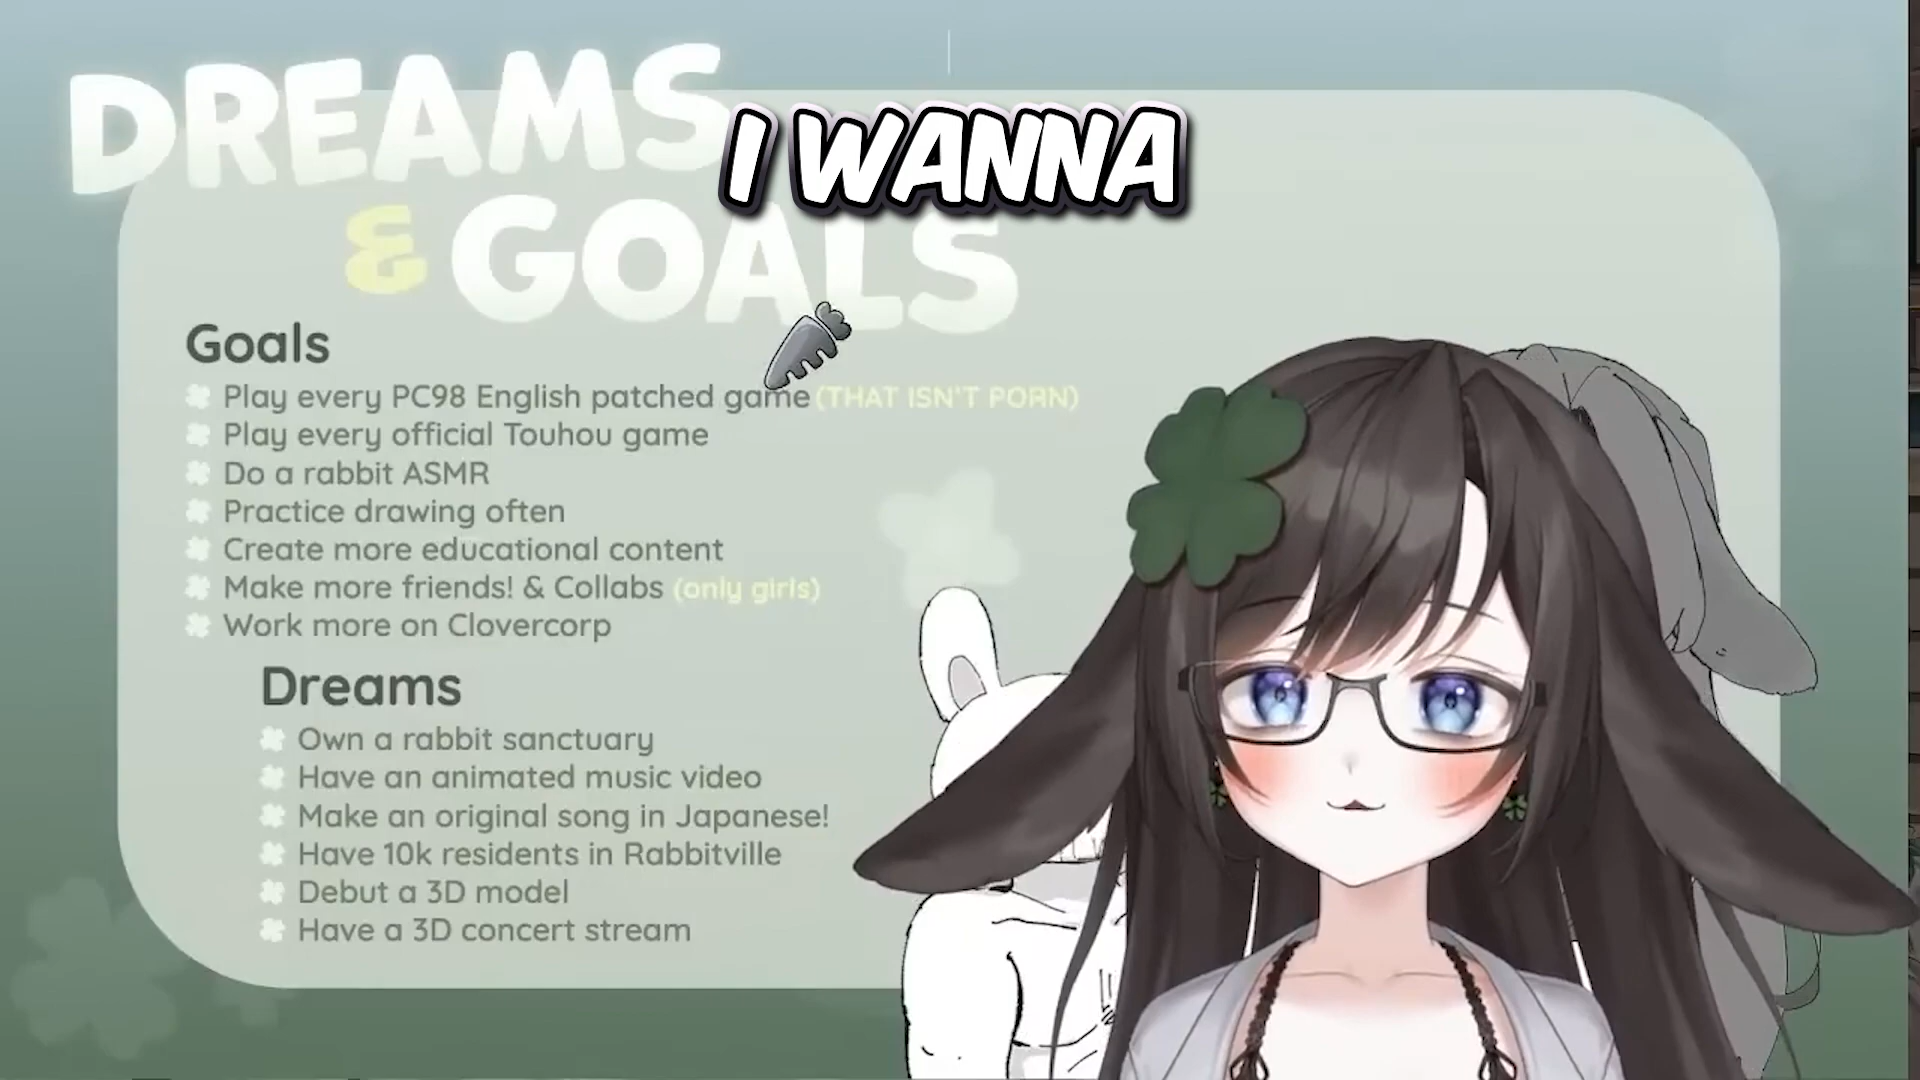 DREAMS
I WANNA
& GOALS
Goals
Play every PC98 English patched game (THAT ISN'T PORN)
Play every official Touhou game
Do a rabbit ASMR
Practice drawing often
Create more educational content
Make more friends! & Collabs (only girls)
Work more on Clovercorp
Dreams
Own a rabbit sanctuary
Have an animated music video
Make an original song in Japanese!
Have 10k residents in Rabbitville
Debut a 3D model
Have a 3D concert stream